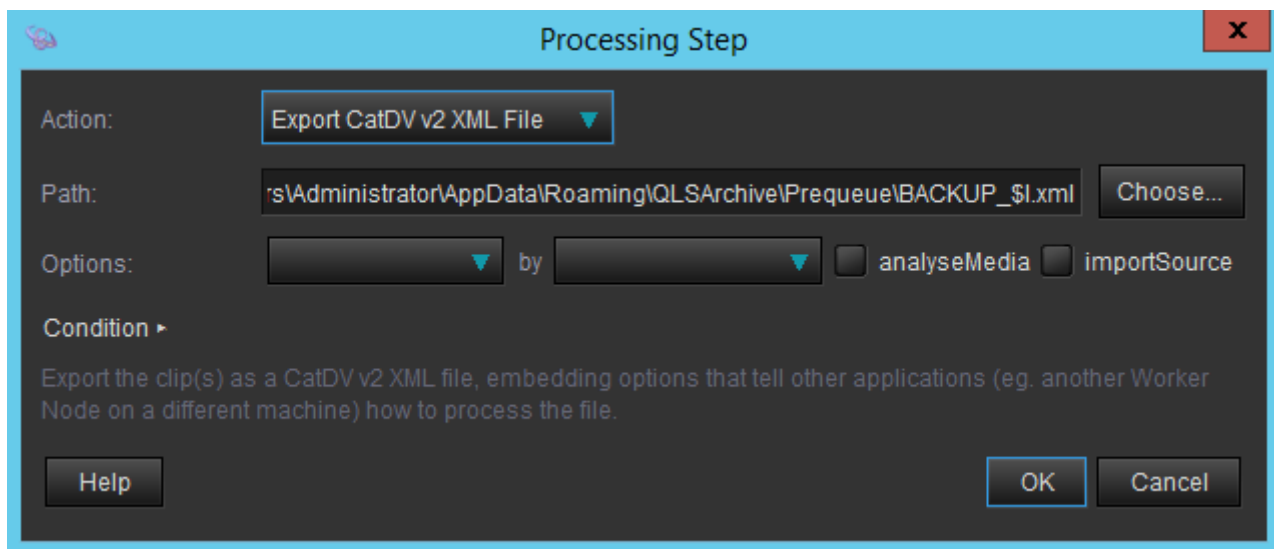 Processing Step
x
Action: Export CatDV v2 XML File
Path: rs\Administrator\AppData\Roaming\QLSArchive\Prequeue\BACKUP_$I.xml Choose...
Options: by analyseMedia importSource
Condition
Export the clip(s) as a CatDV v2 XML file, embedding options that tell other applications (eg. another Worker
Node on a different machine) how to process the file.
Help OK Cancel